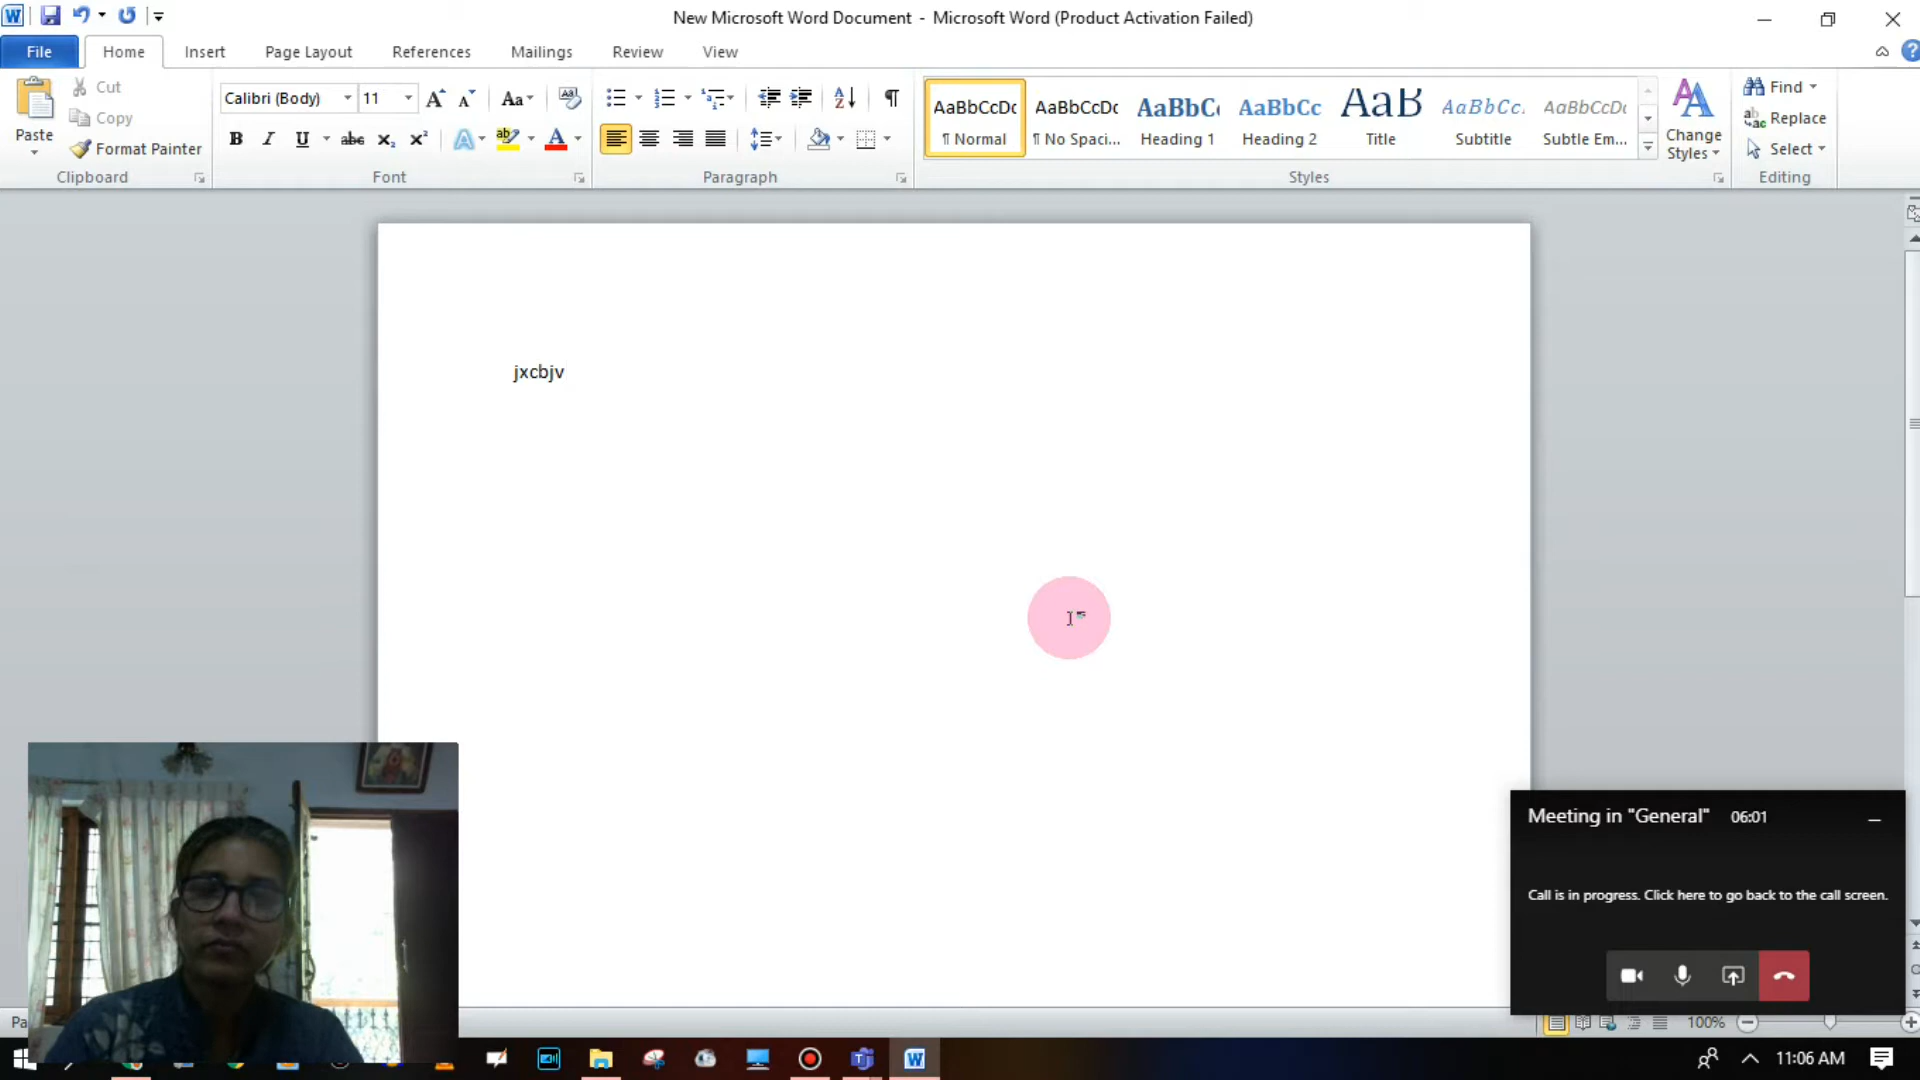 New Microsoft Word Document - Microsoft Word (Product Activation Failed)
File Home Insert Page Layout References Mailings Review View
Cut
Copy
Format Painter
Paste
Clipboard
Calibri (Body) 11
Font
Paragraph
AaBbCcDc AaBbCcDc AaBbC AaBbCc AaB AaBbCc. AaBbCcDc
¶ Normal ¶ No Spaci... Heading 1 Heading 2 Title Subtitle Subtle Em...
Change
Styles
Styles
Find
Replace
Select
Editing
jxcbjv
Meeting in "General" 06:01
Call is in progress. Click here to go back to the call screen.
Pa
100%
11:06 AM